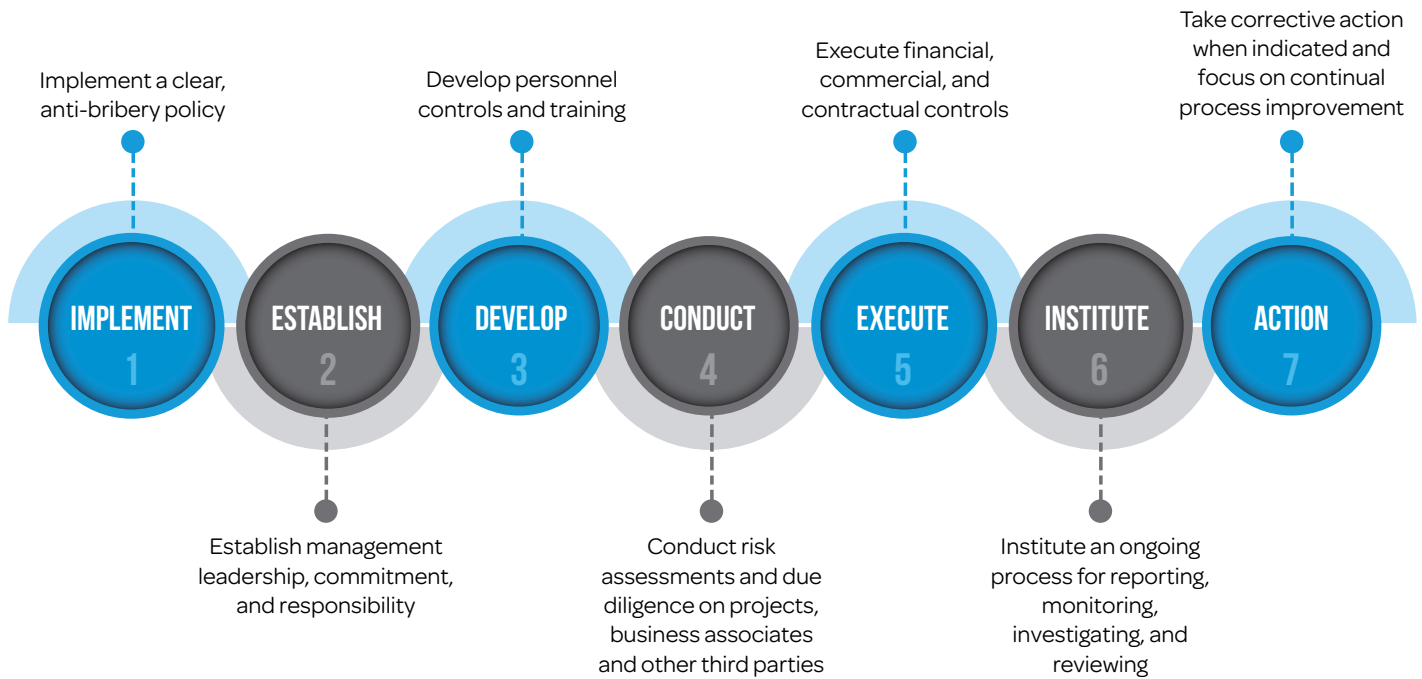 Implement a clear,
anti-bribery policy
IMPLEMENT
1
ESTABLISH
2
Establish management
leadership, commitment,
and responsibility
Develop personnel
controls and training
DEVELOP
3
CONDUCT
4
Conduct risk
assessments and due
diligence on projects,
business associates
and other third parties
Execute financial,
commercial, and
contractual controls
EXECUTE
5
INSTITUTE
6
Institute an ongoing
process for reporting,
monitoring,
investigating, and
reviewing
Take corrective action
when indicated and
focus on continual
process improvement
ACTION
7